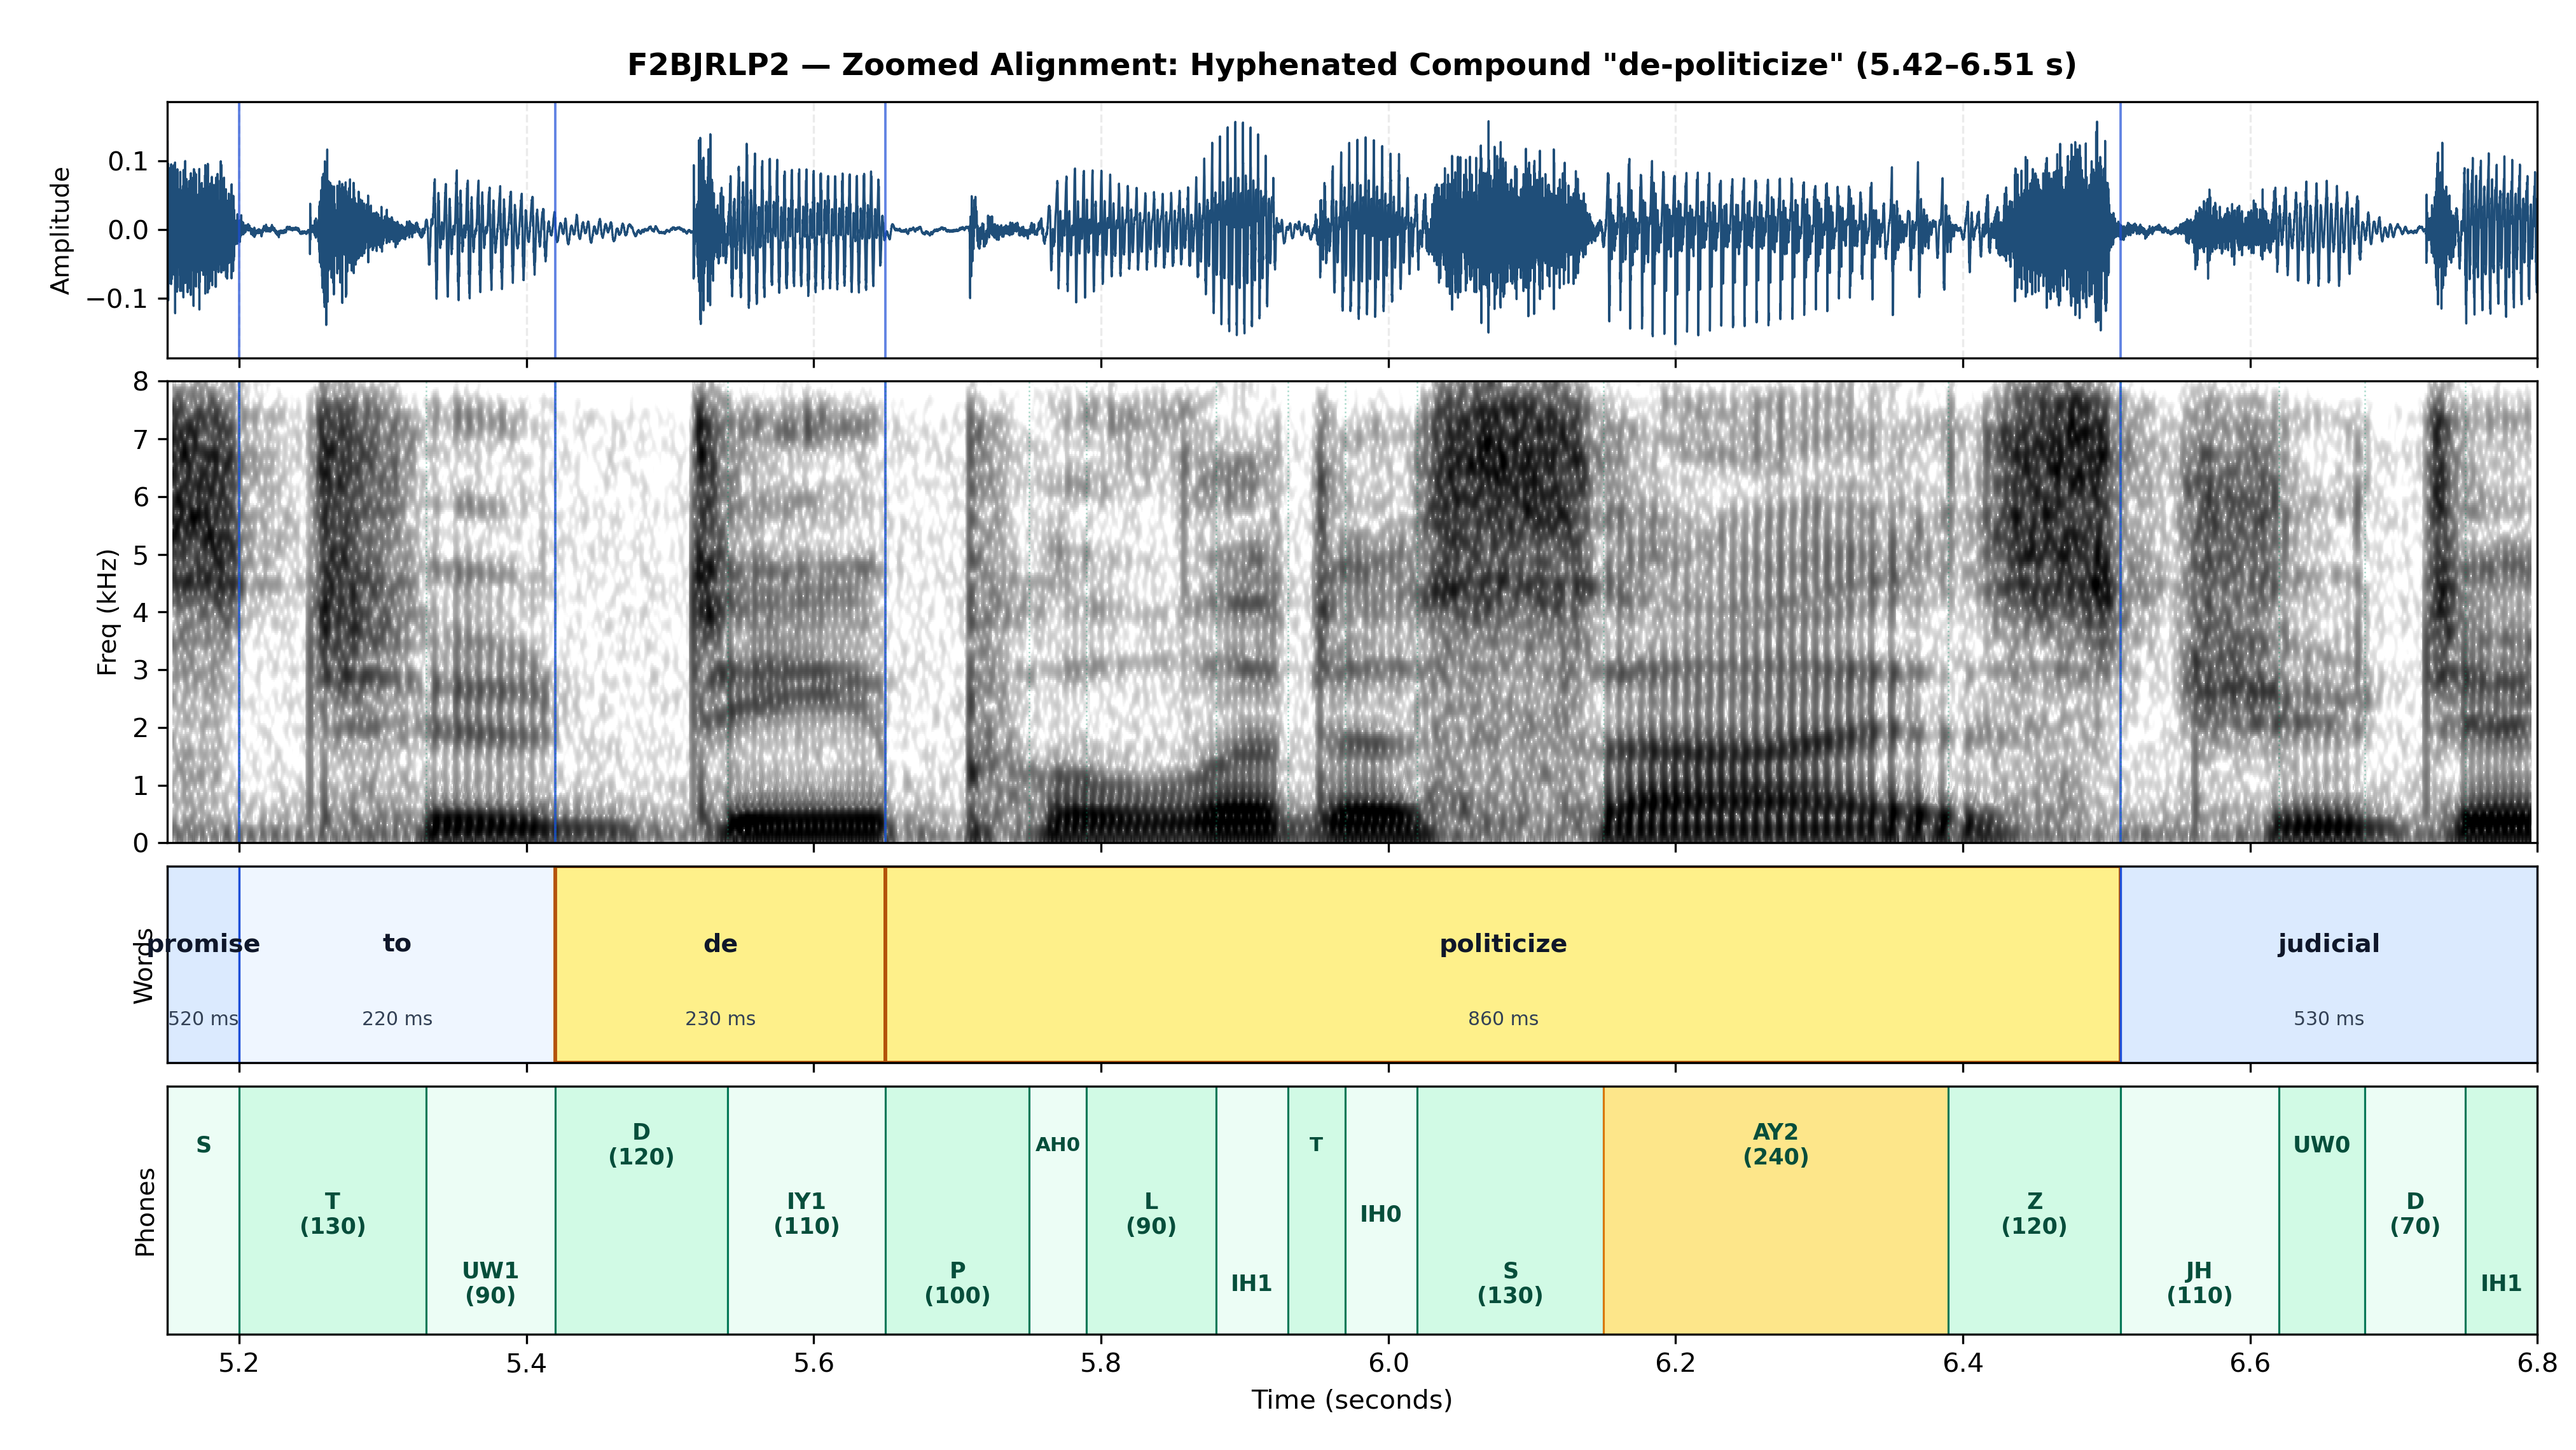 F2BJRLP2 — Zoomed Alignment: Hyphenated Compound "de-politicize" (5.42–6.51 s)
Amplitude
0.1
0.0
−0.1
Freq (kHz)
8
7
6
5
4
3
2
1
0
Words
promise to de politicize judicial
520 ms 220 ms 230 ms 860 ms 530 ms
Phones
S
T
(130)
UW1
(90)
D
(120)
IY1
(110)
P
(100)
AH0
L
(90)
IH1
T
IH0
S
(130)
AY2
(240)
Z
(120)
JH
(110)
UW0
D
(70)
IH1
5.2 5.4 5.6 5.8 6.0 6.2 6.4 6.6 6.8
Time (seconds)